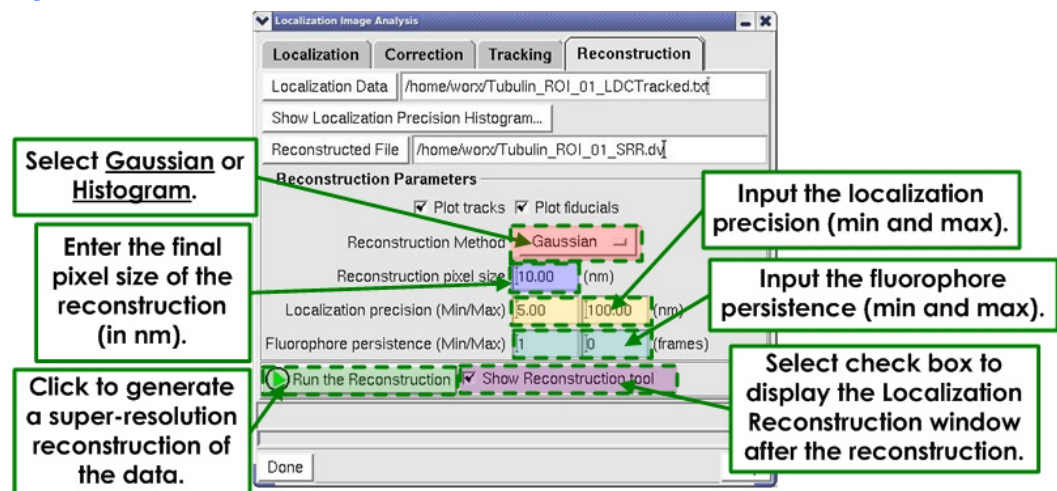 Localization Image Analysis
Localization Correction Tracking Reconstruction
Localization Data /home/worx/Tubulin_ROI_01_LDCTracked.txt
Show Localization Precision Histogram...
Reconstructed File /home/worx/Tubulin_ROI_01_SRR.dv
Reconstruction Parameters
Plot tracks Plot fiducials
Reconstruction Method Gaussian
Reconstruction pixel size 10.00 (nm)
Localization precision (Min/Max) 5.00 100.00 (nm)
Fluorophore persistence (Min/Max) 1 0 (frames)
Run the Reconstruction Show Reconstruction tool
Done
Select Gaussian or
Histogram.
Enter the final
pixel size of the
reconstruction
(in nm).
Click to generate
a super-resolution
reconstruction of
the data.
Input the localization
precision (min and max).
Input the fluorophore
persistence (min and max).
Select check box to
display the Localization
Reconstruction window
after the reconstruction.